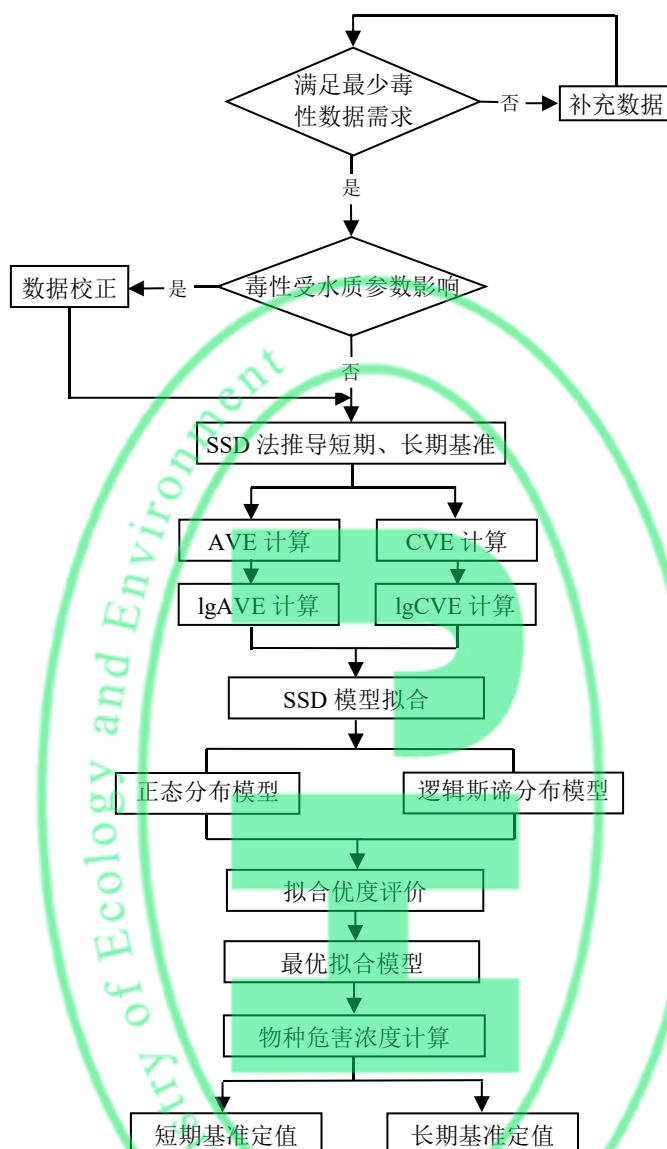 满足最少毒
性数据需求
否
补充数据
是
数据校正
是
毒性受水质参数影响
否
SSD 法推导短期、长期基准
AVE 计算
CVE 计算
lgAVE 计算
lgCVE 计算
SSD 模型拟合
正态分布模型
逻辑斯谛分布模型
拟合优度评价
最优拟合模型
物种危害浓度计算
短期基准定值
长期基准定值
stry of Ecology and Environment